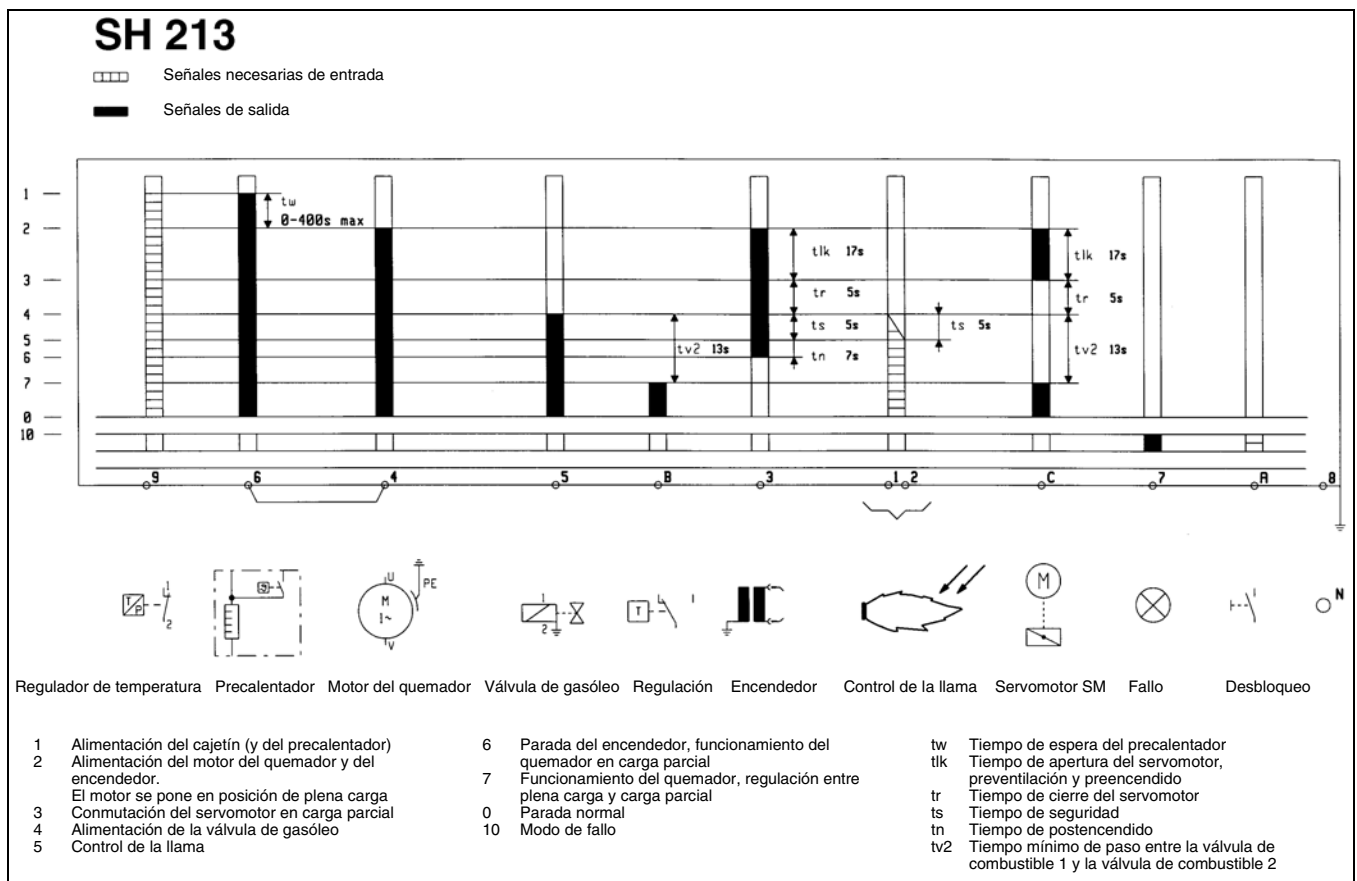 SH 213
Señales necesarias de entrada
Señales de salida
1
tw
0-400s max
2
tlk 17s
tlk 17s
3
tr 5s
tr 5s
4
ts 5s
ts 5s
5
tv2 13s
tv2 13s
6
tn 7s
7
0
10
9 6 4 5 B 3 1 2 C 7 A 8
T P 1 2
U PE M 1~ V
1 2
T
M
N
Regulador de temperatura Precalentador Motor del quemador Válvula de gasóleo Regulación Encendedor Control de la llama Servomotor SM Fallo Desbloqueo
1 Alimentación del cajetín (y del precalentador)
2 Alimentación del motor del quemador y del
encendedor.
El motor se pone en posición de plena carga
3 Conmutación del servomotor en carga parcial
4 Alimentación de la válvula de gasóleo
5 Control de la llama
6 Parada del encendedor, funcionamiento del
quemador en carga parcial
7 Funcionamiento del quemador, regulación entre
plena carga y carga parcial
0 Parada normal
10 Modo de fallo
tw Tiempo de espera del precalentador
tlk Tiempo de apertura del servomotor,
preventilación y preencendido
tr Tiempo de cierre del servomotor
ts Tiempo de seguridad
tn Tiempo de postencendido
tv2 Tiempo mínimo de paso entre la válvula de
combustible 1 y la válvula de combustible 2